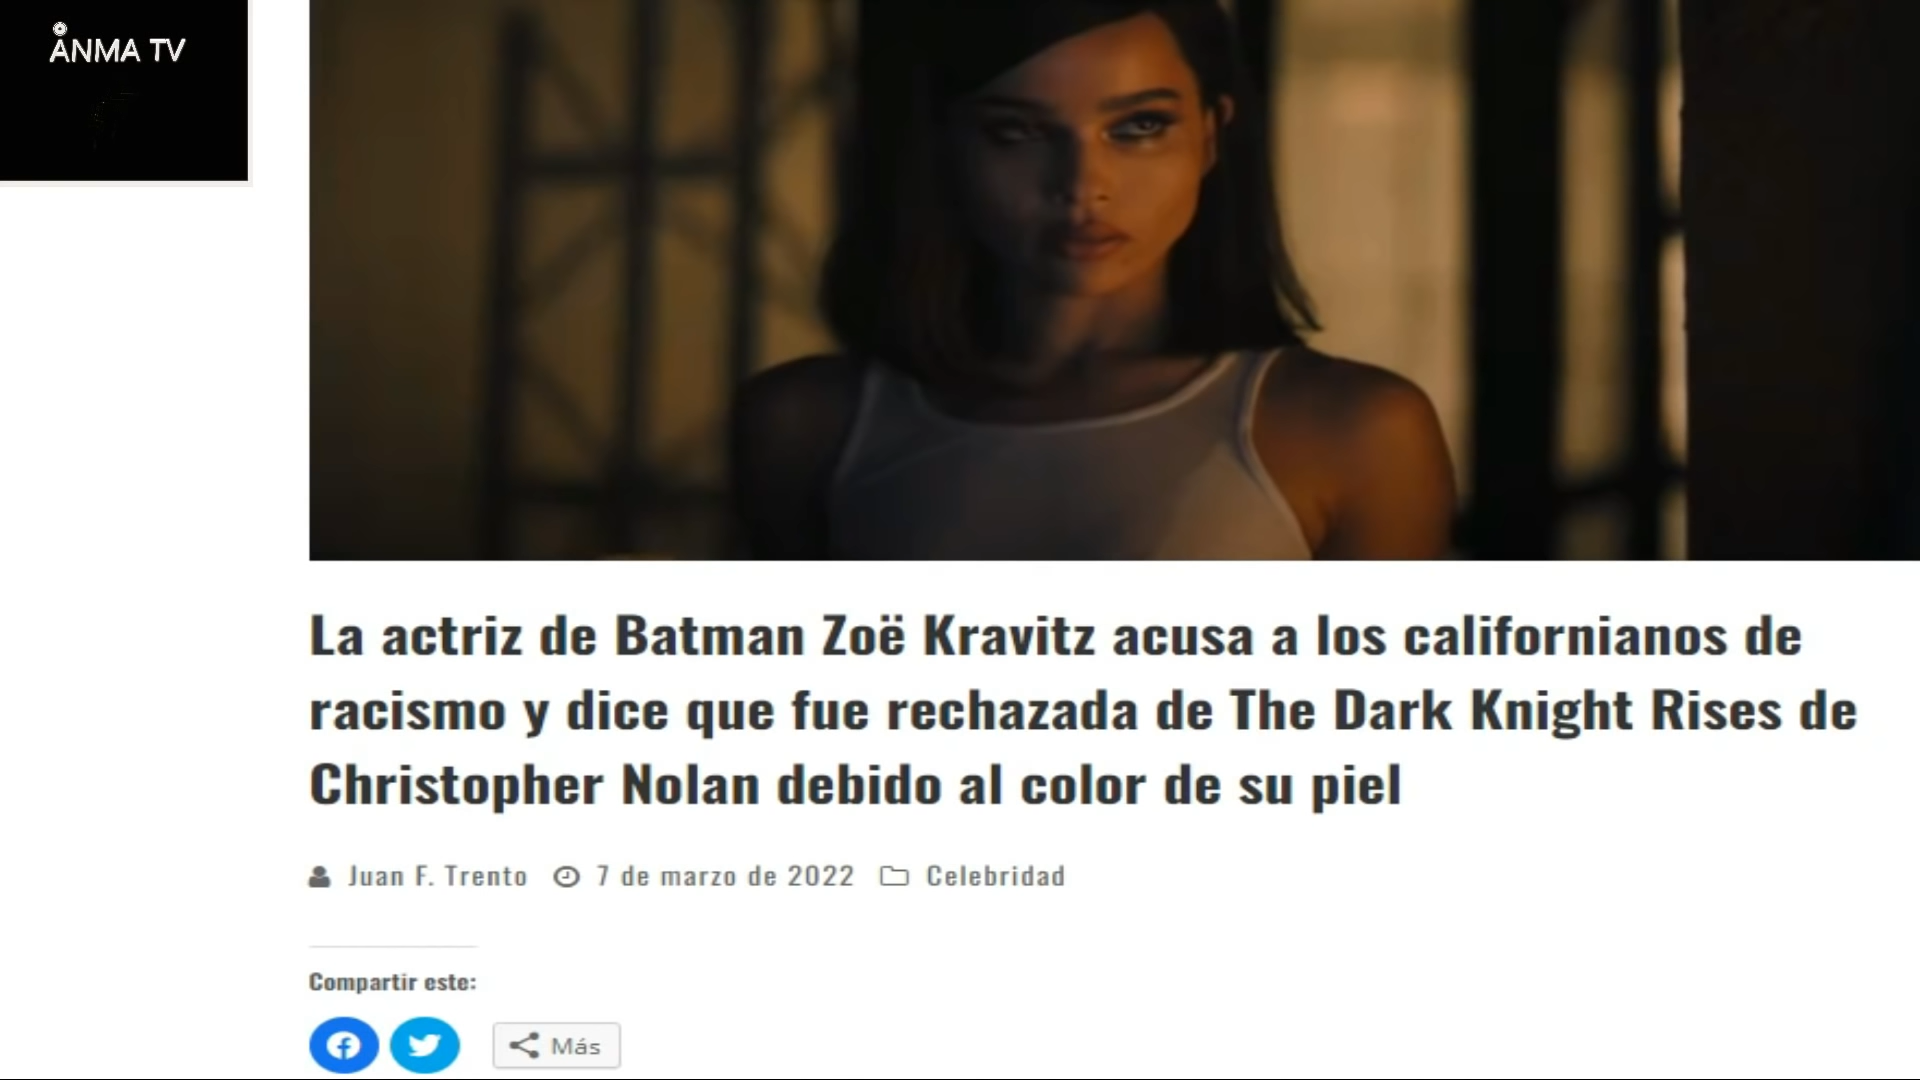 ÅNMA TV
La actriz de Batman Zoë Kravitz acusa a los californianos de
racismo y dice que fue rechazada de The Dark Knight Rises de
Christopher Nolan debido al color de su piel
Juan F. Trento 7 de marzo de 2022 Celebridad
Compartir este:
Más